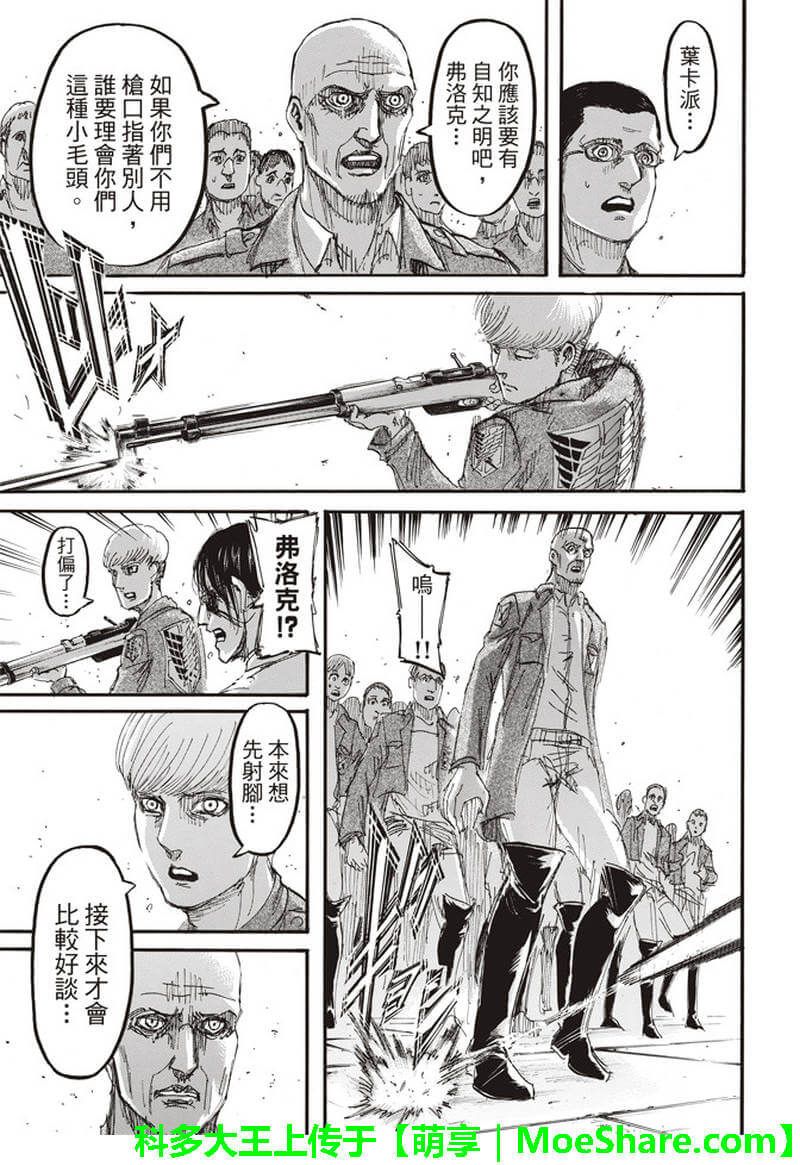 葉卡派…
你應該要有
自知之明吧，
弗洛克…
如果你們不用
槍口指著別人，
誰要理會你們
這種小毛頭。
嗚
——!!
弗洛克!?
打偏了…
本來想
先射腳…
接下來才會
比較好談…
科多大王上传于【萌享｜MoeShare.com】